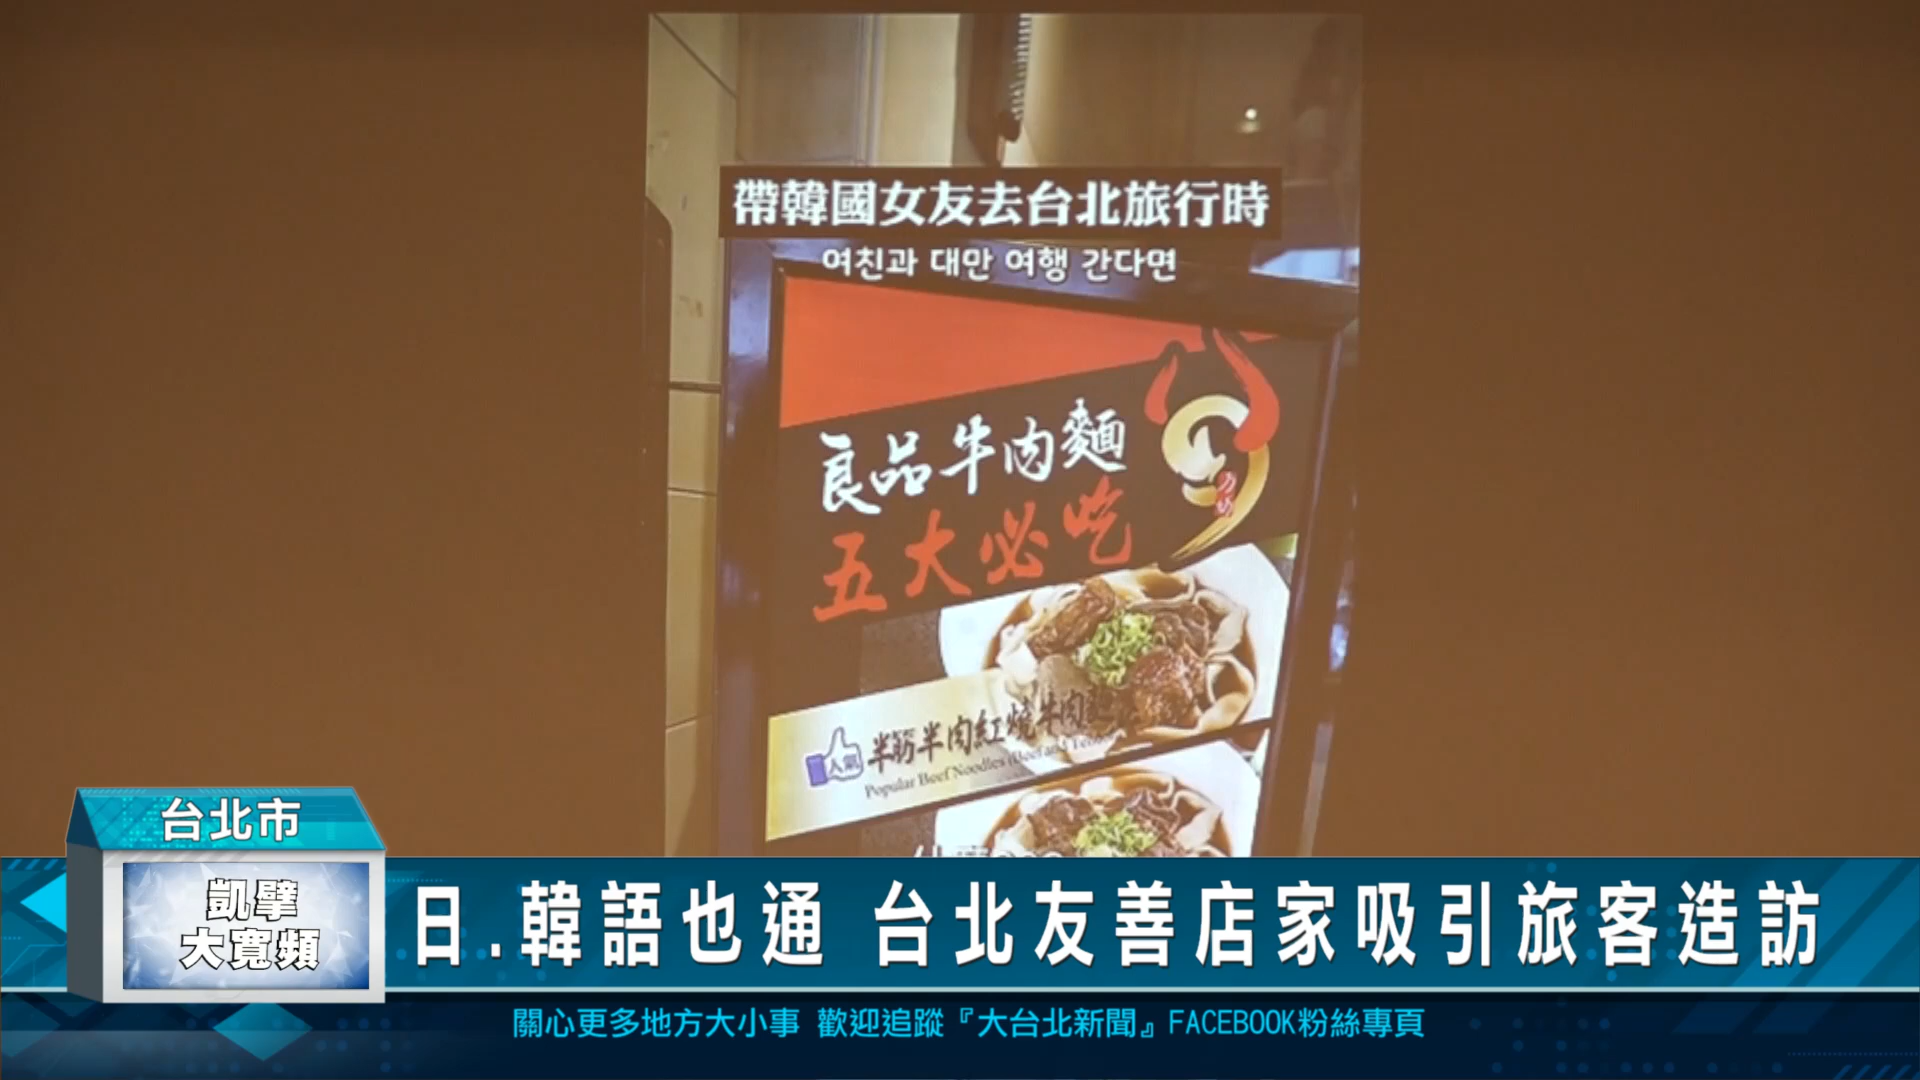 帶韓國女友去台北旅行時
여친과 대만 여행 간다면
良品牛肉麵
五大必吃
人氣
半筋半肉紅燒牛肉
Popular Beef Noodles (Beef and
台北市
凱擘
大寬頻
日.韓語也通 台北友善店家吸引旅客造訪
關心更多地方大小事 歡迎追蹤『大台北新聞』FACEBOOK粉絲專頁